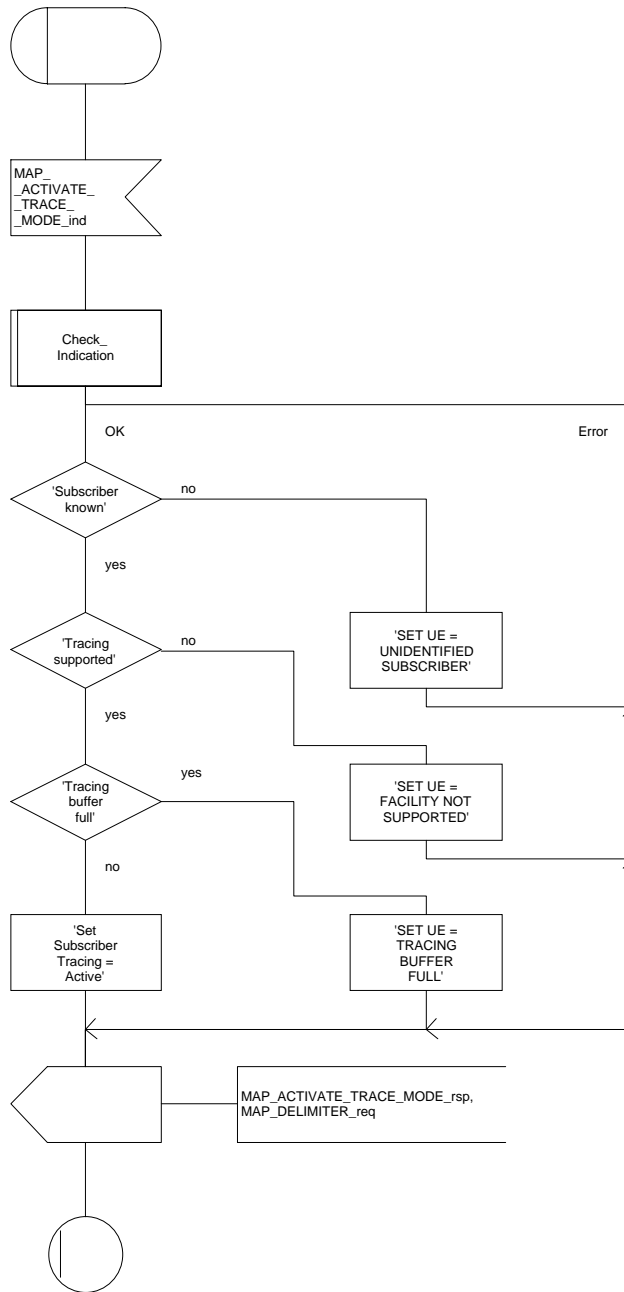 MAP_
_ACTIVATE_
_TRACE_
_MODE_ind
Check_
Indication
OK
Error
'Subscriber
known'
no
yes
'Tracing
supported'
no
'SET UE =
UNIDENTIFIED
SUBSCRIBER'
yes
'Tracing
buffer
full'
yes
'SET UE =
FACILITY NOT
SUPPORTED'
no
'Set
Subscriber
Tracing =
Active'
'SET UE =
TRACING
BUFFER
FULL'
MAP_ACTIVATE_TRACE_MODE_rsp,
MAP_DELIMITER_req